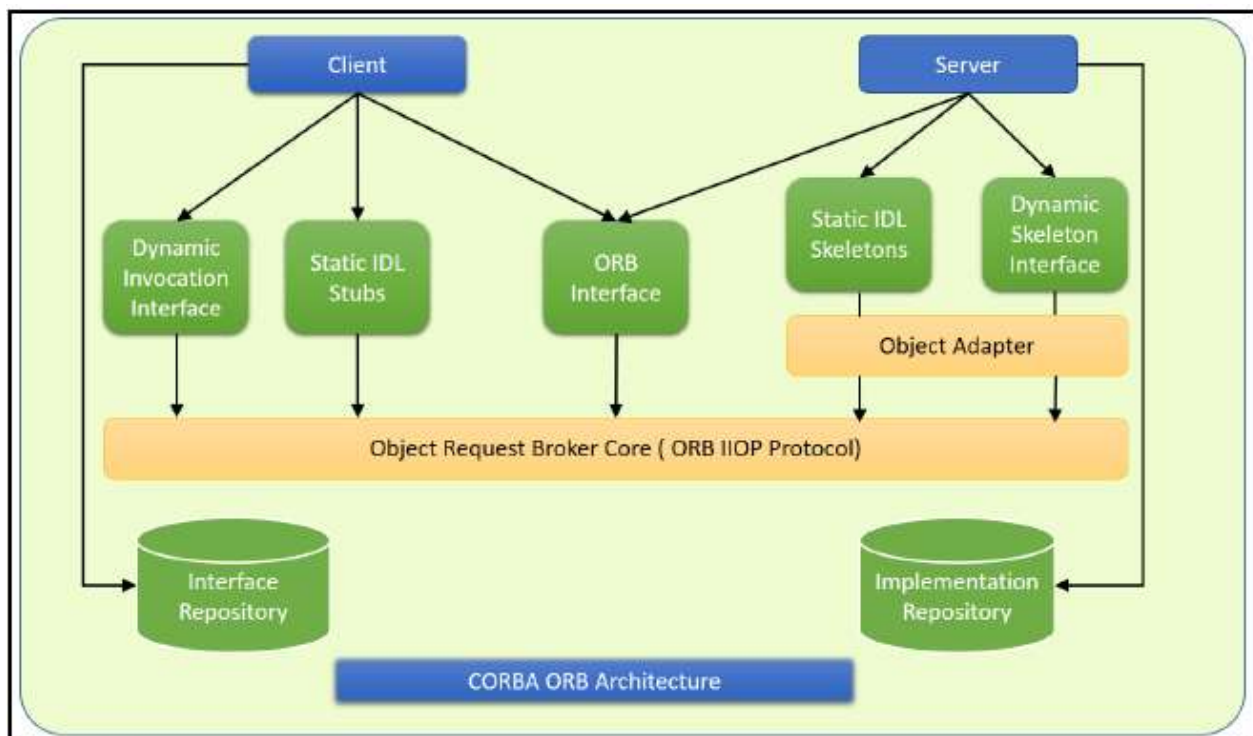 Client
Server
Dynamic
Invocation
Interface
Static IDL
Stubs
ORB
Interface
Static IDL
Skeletons
Dynamic
Skeleton
Interface
Object Adapter
Object Request Broker Core ( ORB IIOP Protocol)
Interface
Repository
Implementation
Repository
CORBA ORB Architecture